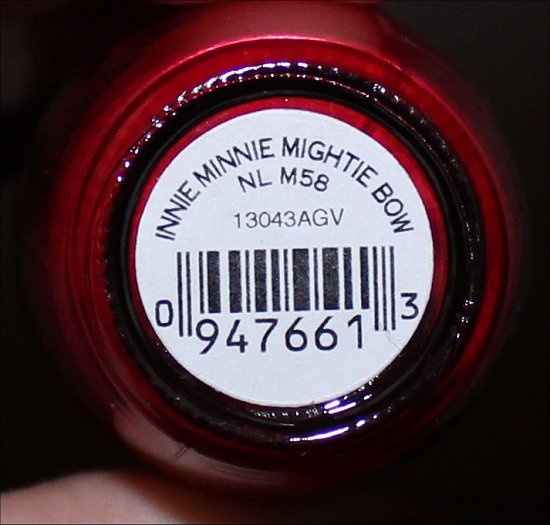 INNIE MINNIE MIGHTIE BOW
NL M58
13043AGV
0 947661 3